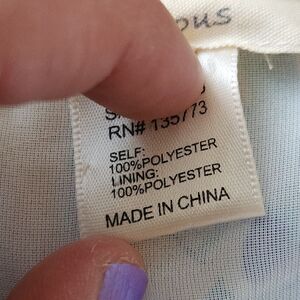 ous
RN# 135773
SELF:
100%POLYESTER
LINING:
100%POLYESTER
MADE IN CHINA